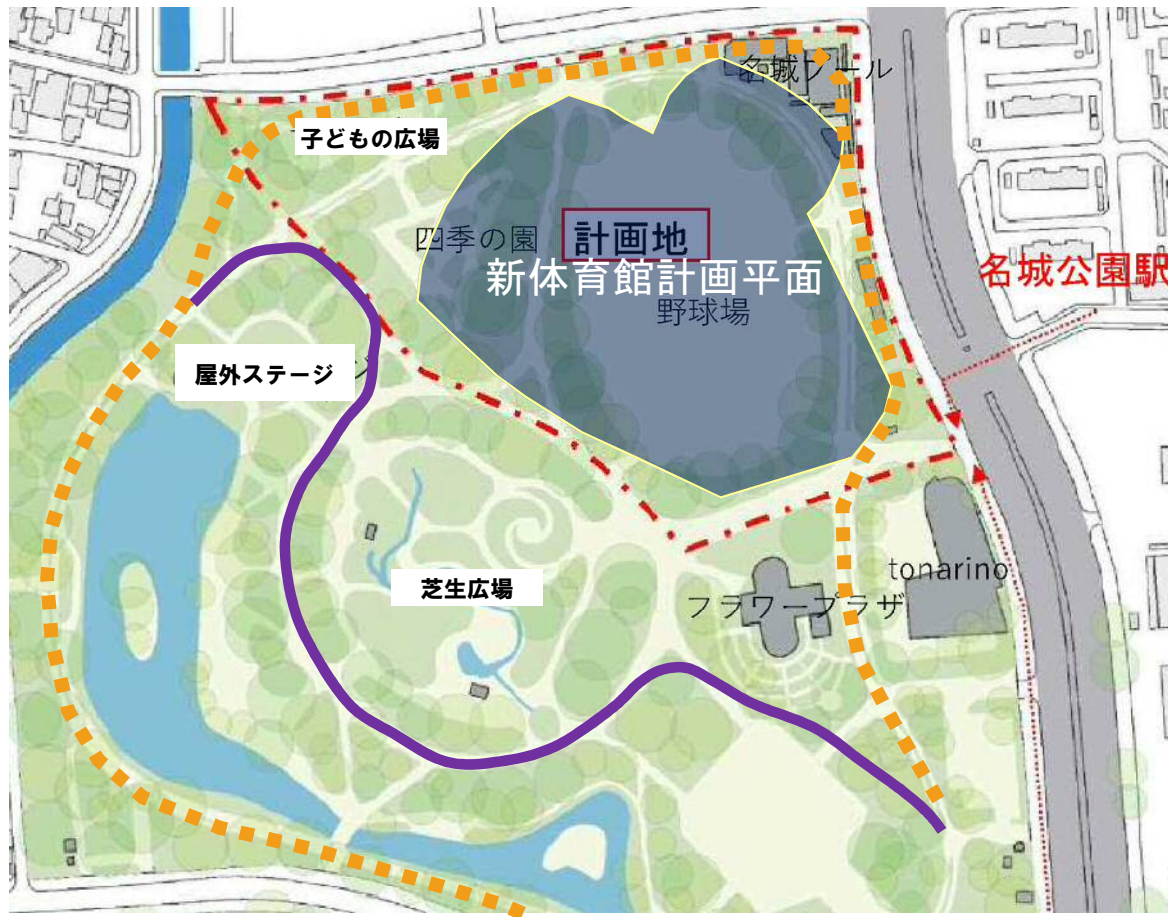 名城プール
子どもの広場
四季の園
計画地
新体育館計画平面
名城公園駅
野球場
屋外ステージ
tonarino
芝生広場
フラワープラザ